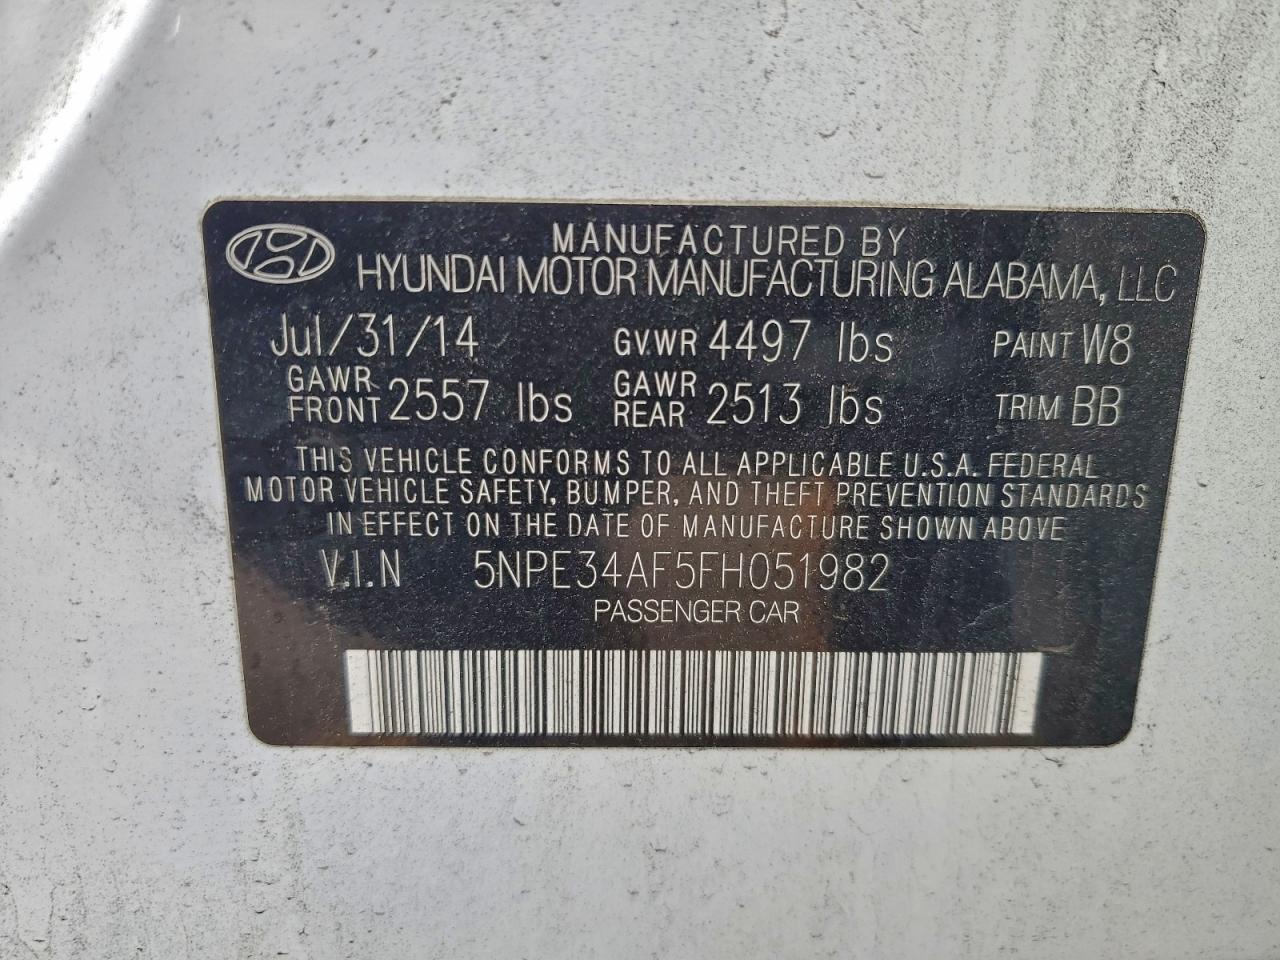 MANUFACTURED BY
HYUNDAI MOTOR MANUFACTURING ALABAMA, LLC
Jul/31/14 GVWR 4497 lbs PAINT W8
GAWR FRONT 2557 lbs GAWR REAR 2513 lbs TRIM BB
THIS VEHICLE CONFORMS TO ALL APPLICABLE U.S.A. FEDERAL
MOTOR VEHICLE SAFETY, BUMPER, AND THEFT PREVENTION STANDARDS
IN EFFECT ON THE DATE OF MANUFACTURE SHOWN ABOVE
V.I.N 5NPE34AF5FH051982
PASSENGER CAR